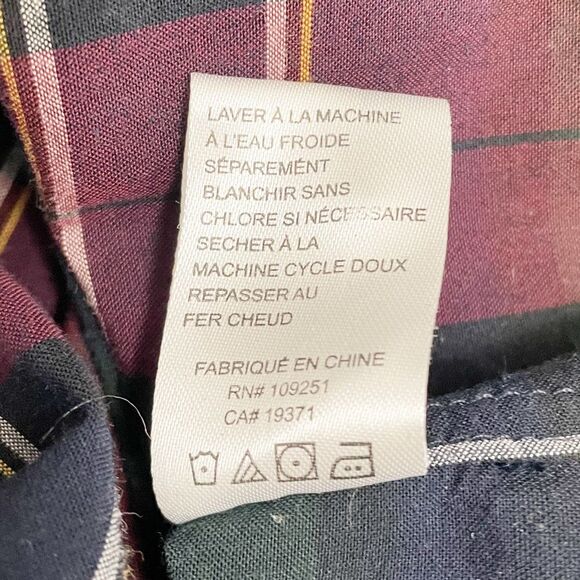 LAVER À LA MACHINE
À L'EAU FROIDE
SÉPARÉMENT
BLANCHIR SANS
CHLORE SI NÉCESSAIRE
SECHER À LA
MACHINE CYCLE DOUX
REPASSER AU
FER CHEUD
FABRIQUÉ EN CHINE
RN# 109251
CA# 19371